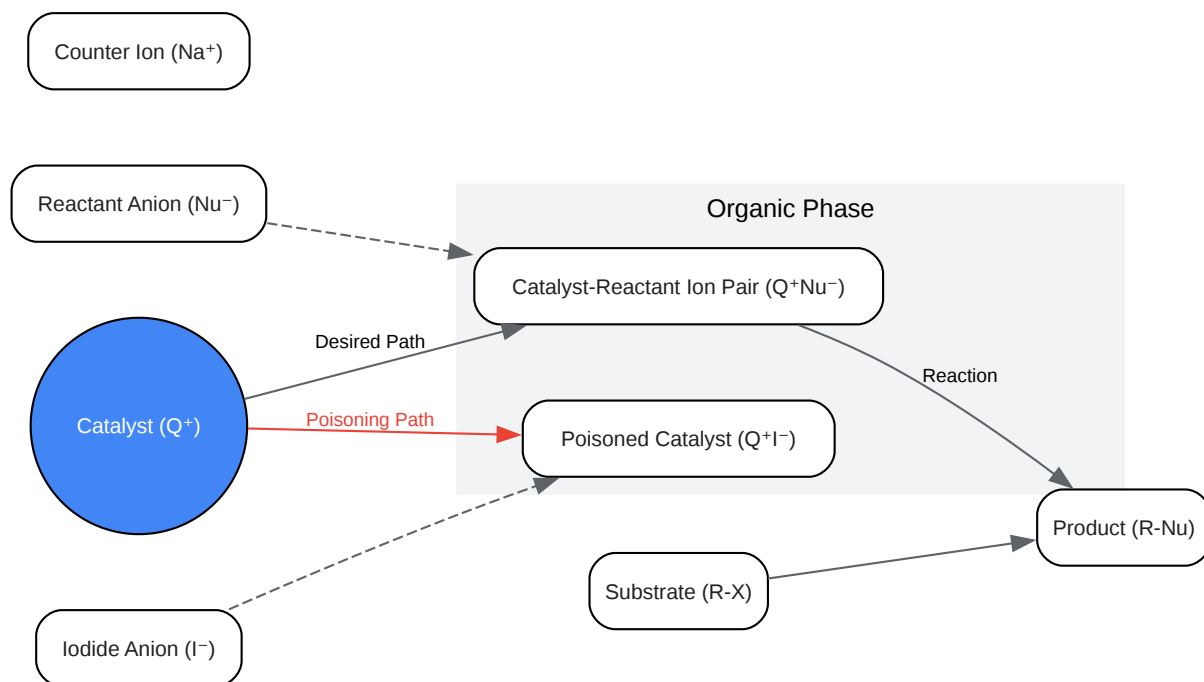 Counter Ion (Na⁺)
Reactant Anion (Nu⁻)
Organic Phase
Catalyst-Reactant Ion Pair (Q⁺Nu⁻)
Desired Path
Reaction
Catalyst (Q⁺)
Poisoning Path
Poisoned Catalyst (Q⁺I⁻)
Product (R-Nu)
Substrate (R-X)
Iodide Anion (I⁻)